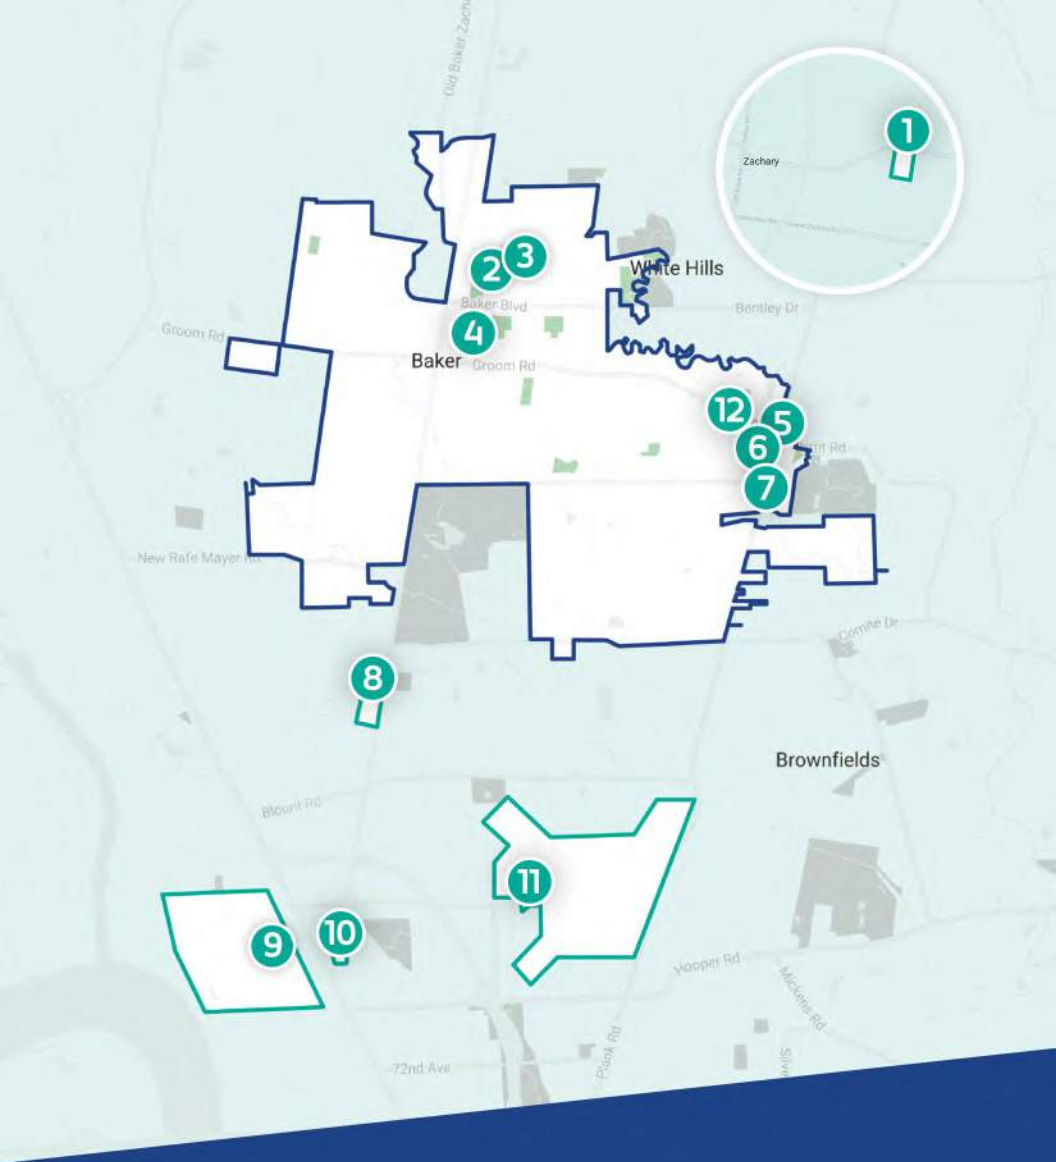 Old Baker Zach
1
Zachary
2
3
White Hills
Baker Blvd
Bentley Dr
Groom Rd
4
Baker
Groom Rd
12
5
6
Rd
7
New Rafe Mayer Rd
Comite Dr
8
Brownfields
Blount Rd
11
10
9
Hooper Rd
Mickens Rd
Plank Rd
72nd Ave
Silve